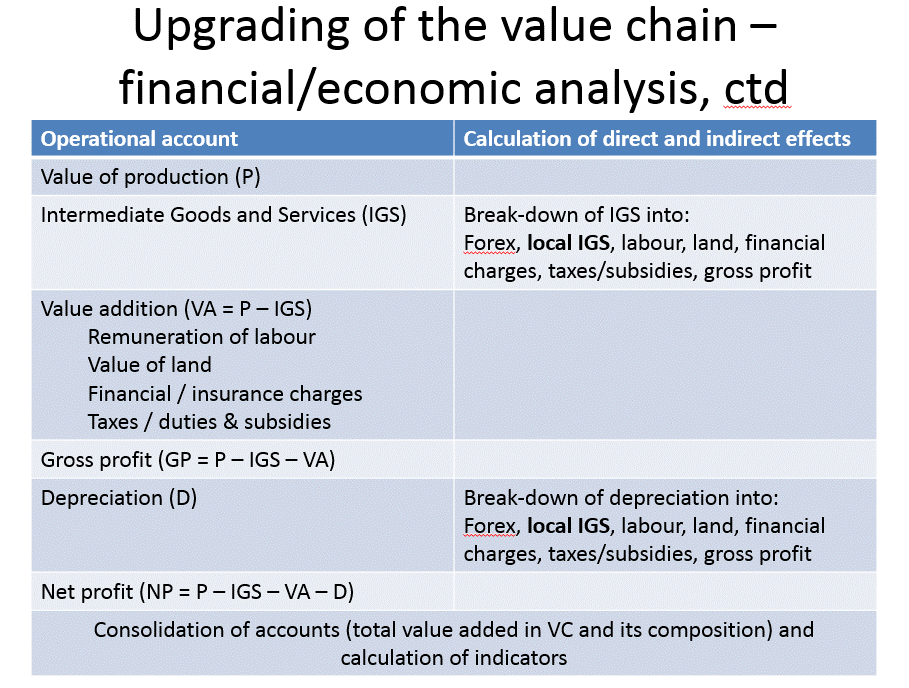 Upgrading of the value chain –
financial/economic analysis, ctd
Operational account
Calculation of direct and indirect effects
Value of production (P)
Intermediate Goods and Services (IGS)
Break-down of IGS into:
Forex, local IGS, labour, land, financial
charges, taxes/subsidies, gross profit
Value addition (VA = P – IGS)
Remuneration of labour
Value of land
Financial / insurance charges
Taxes / duties & subsidies
Gross profit (GP = P – IGS – VA)
Depreciation (D)
Break-down of depreciation into:
Forex, local IGS, labour, land, financial
charges, taxes/subsidies, gross profit
Net profit (NP = P – IGS – VA – D)
Consolidation of accounts (total value added in VC and its composition) and
calculation of indicators